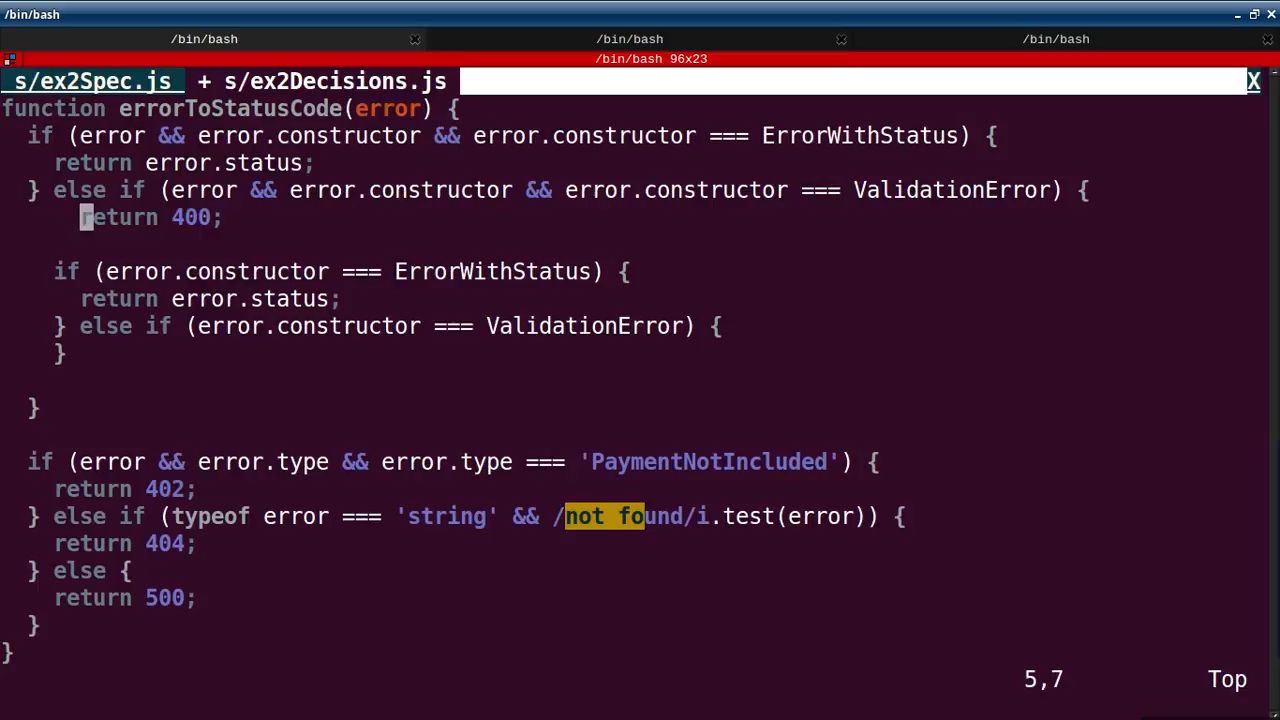 /bin/bash
/bin/bash /bin/bash /bin/bash
/bin/bash 96x23
s/ex2Spec.js + s/ex2Decisions.js X
function errorToStatusCode(error) {
  if (error && error.constructor && error.constructor === ErrorWithStatus) {
    return error.status;
  } else if (error && error.constructor && error.constructor === ValidationError) {
      return 400;
    if (error.constructor === ErrorWithStatus) {
      return error.status;
    } else if (error.constructor === ValidationError) {
    }
  }
  if (error && error.type && error.type === 'PaymentNotIncluded') {
    return 402;
  } else if (typeof error === 'string' && /not found/i.test(error)) {
    return 404;
  } else {
    return 500;
  }
}
5,7 Top